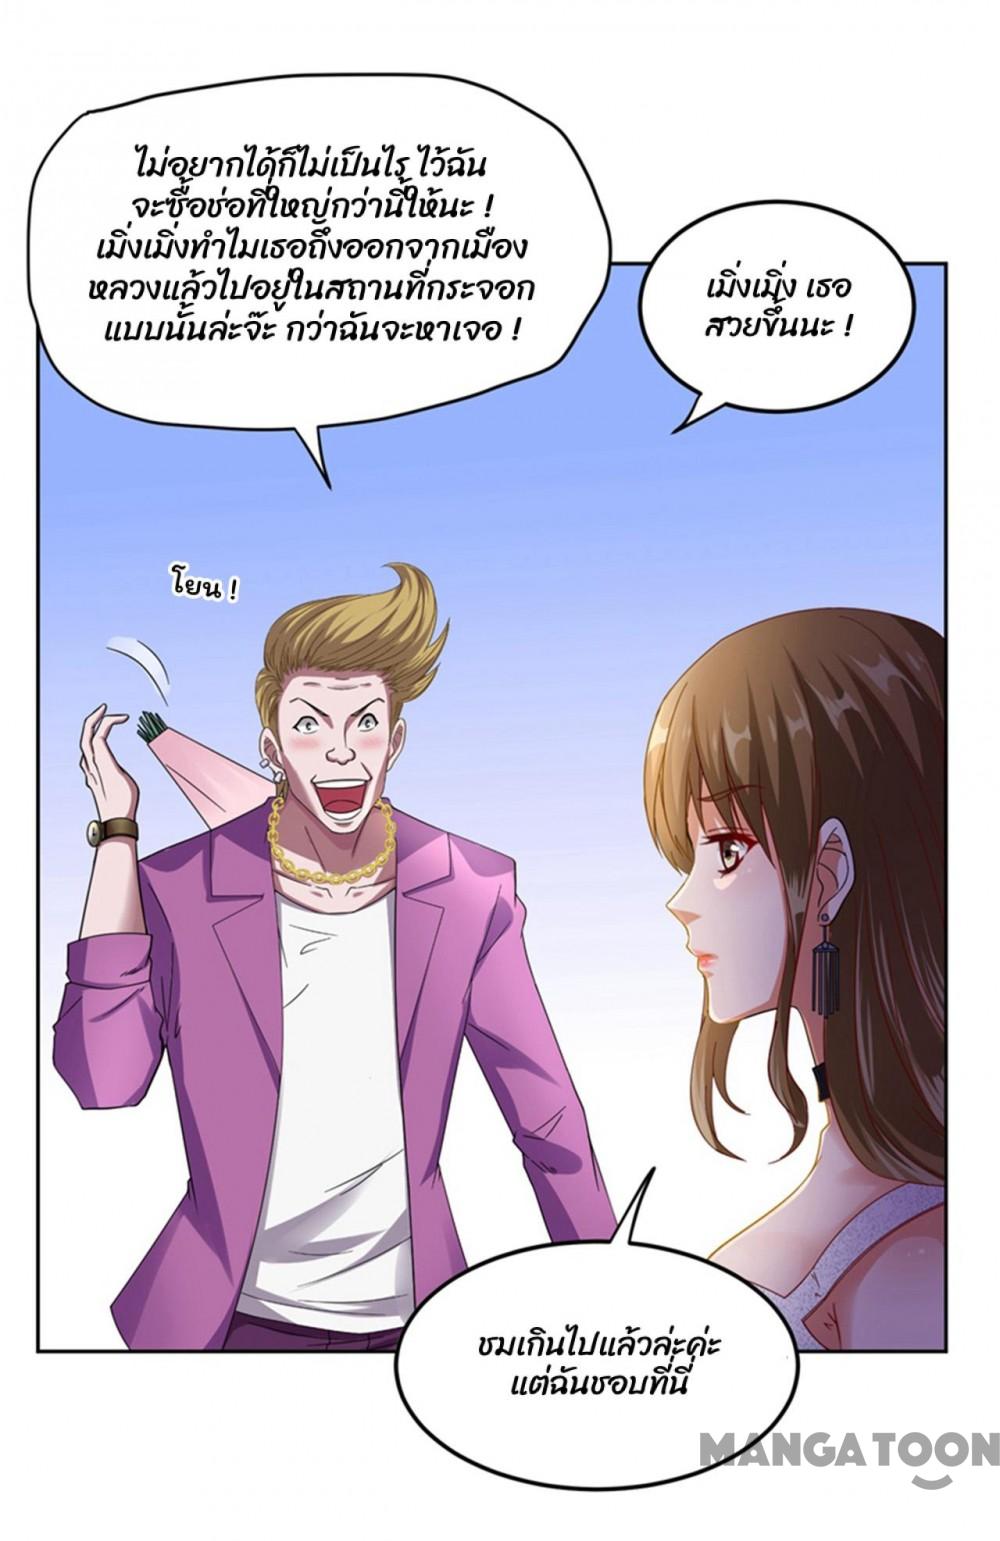 ไม่อยากได้ก็ไม่เป็นไร ไว้ฉัน
จะซื้อช่อที่ใหญ่กว่านี้ให้นะ !
เมิ่งเมิ่งทำไมเธอถึงออกจากเมือง
หลวงแล้วไปอยู่ในสถานที่กระจอก
แบบนั้นล่ะจ๊ะ กว่าฉันจะหาเจอ !
เมิ่งเมิ่ง เธอ
สวยขึ้นนะ !
โยน !
ชมเกินไปแล้วล่ะค่ะ
แต่ฉันชอบที่นี่
MANGATOON